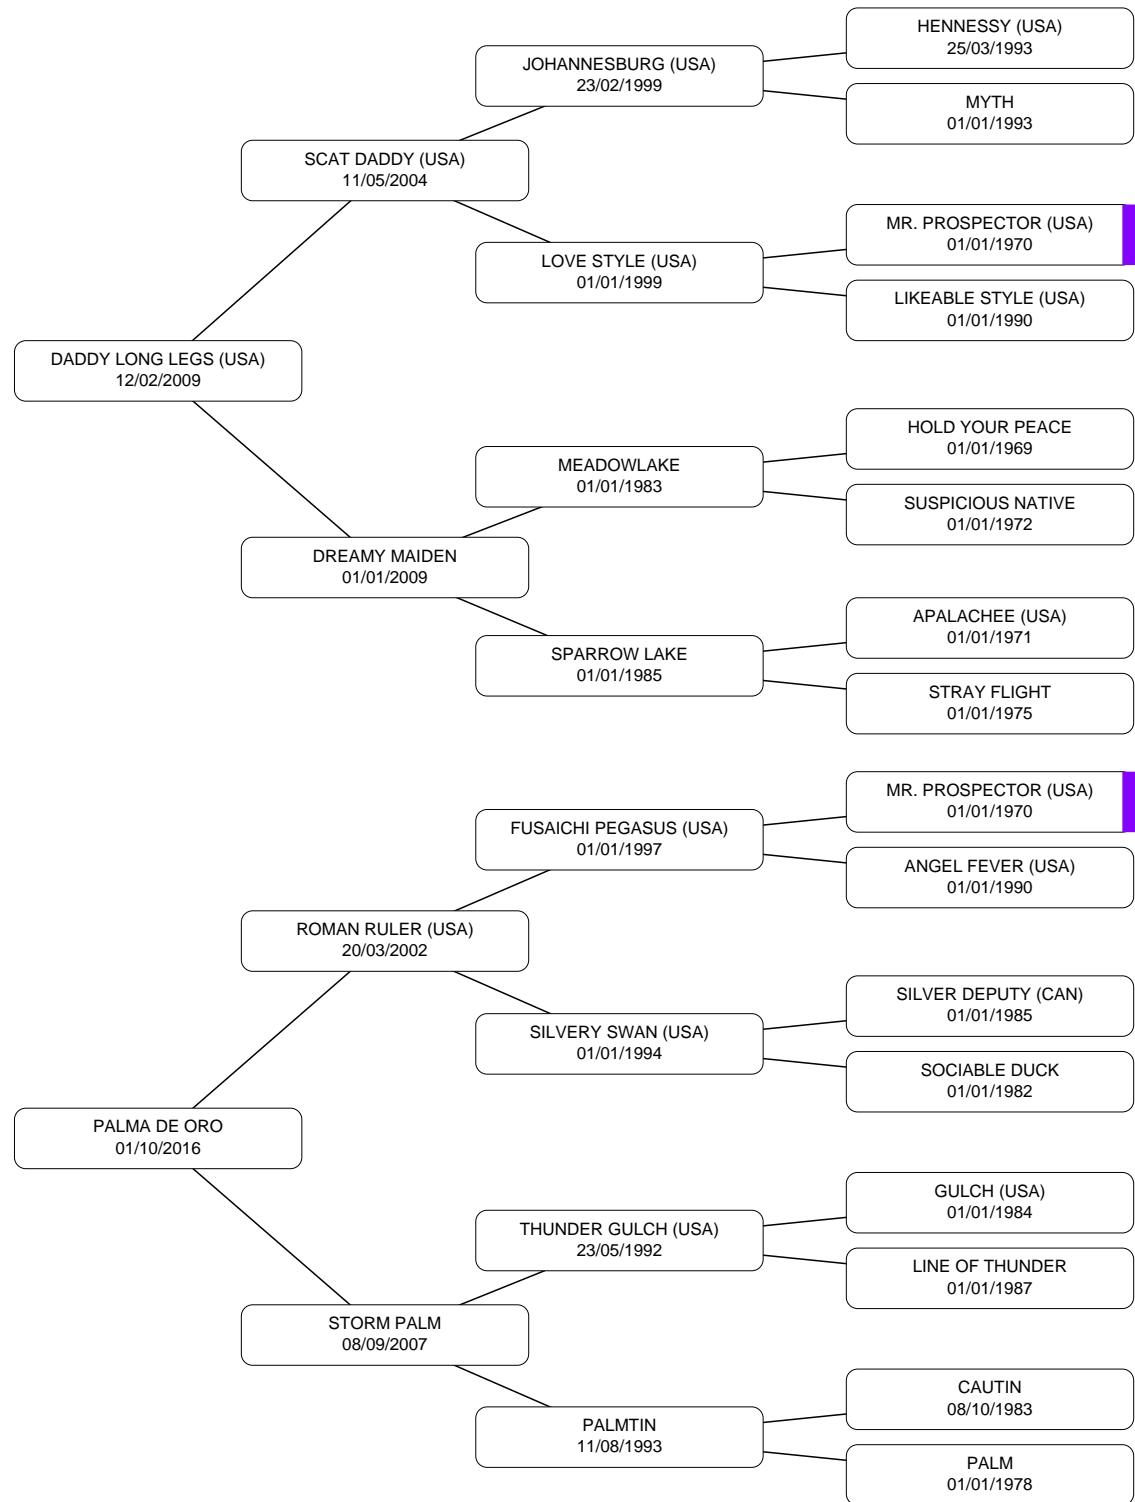 HENNESSY (USA)
25/03/1993
JOHANNESBURG (USA)
23/02/1999
MYTH
01/01/1993
SCAT DADDY (USA)
11/05/2004
MR. PROSPECTOR (USA)
01/01/1970
LOVE STYLE (USA)
01/01/1999
LIKEABLE STYLE (USA)
01/01/1990
DADDY LONG LEGS (USA)
12/02/2009
HOLD YOUR PEACE
01/01/1969
MEADOWLAKE
01/01/1983
SUSPICIOUS NATIVE
01/01/1972
DREAMY MAIDEN
01/01/2009
APALACHEE (USA)
01/01/1971
SPARROW LAKE
01/01/1985
STRAY FLIGHT
01/01/1975
MR. PROSPECTOR (USA)
01/01/1970
FUSAICHI PEGASUS (USA)
01/01/1997
ANGEL FEVER (USA)
01/01/1990
ROMAN RULER (USA)
20/03/2002
SILVER DEPUTY (CAN)
01/01/1985
SILVERY SWAN (USA)
01/01/1994
SOCIABLE DUCK
01/01/1982
PALMA DE ORO
01/10/2016
GULCH (USA)
01/01/1984
THUNDER GULCH (USA)
23/05/1992
LINE OF THUNDER
01/01/1987
STORM PALM
08/09/2007
CAUTIN
08/10/1983
PALMTIN
11/08/1993
PALM
01/01/1978